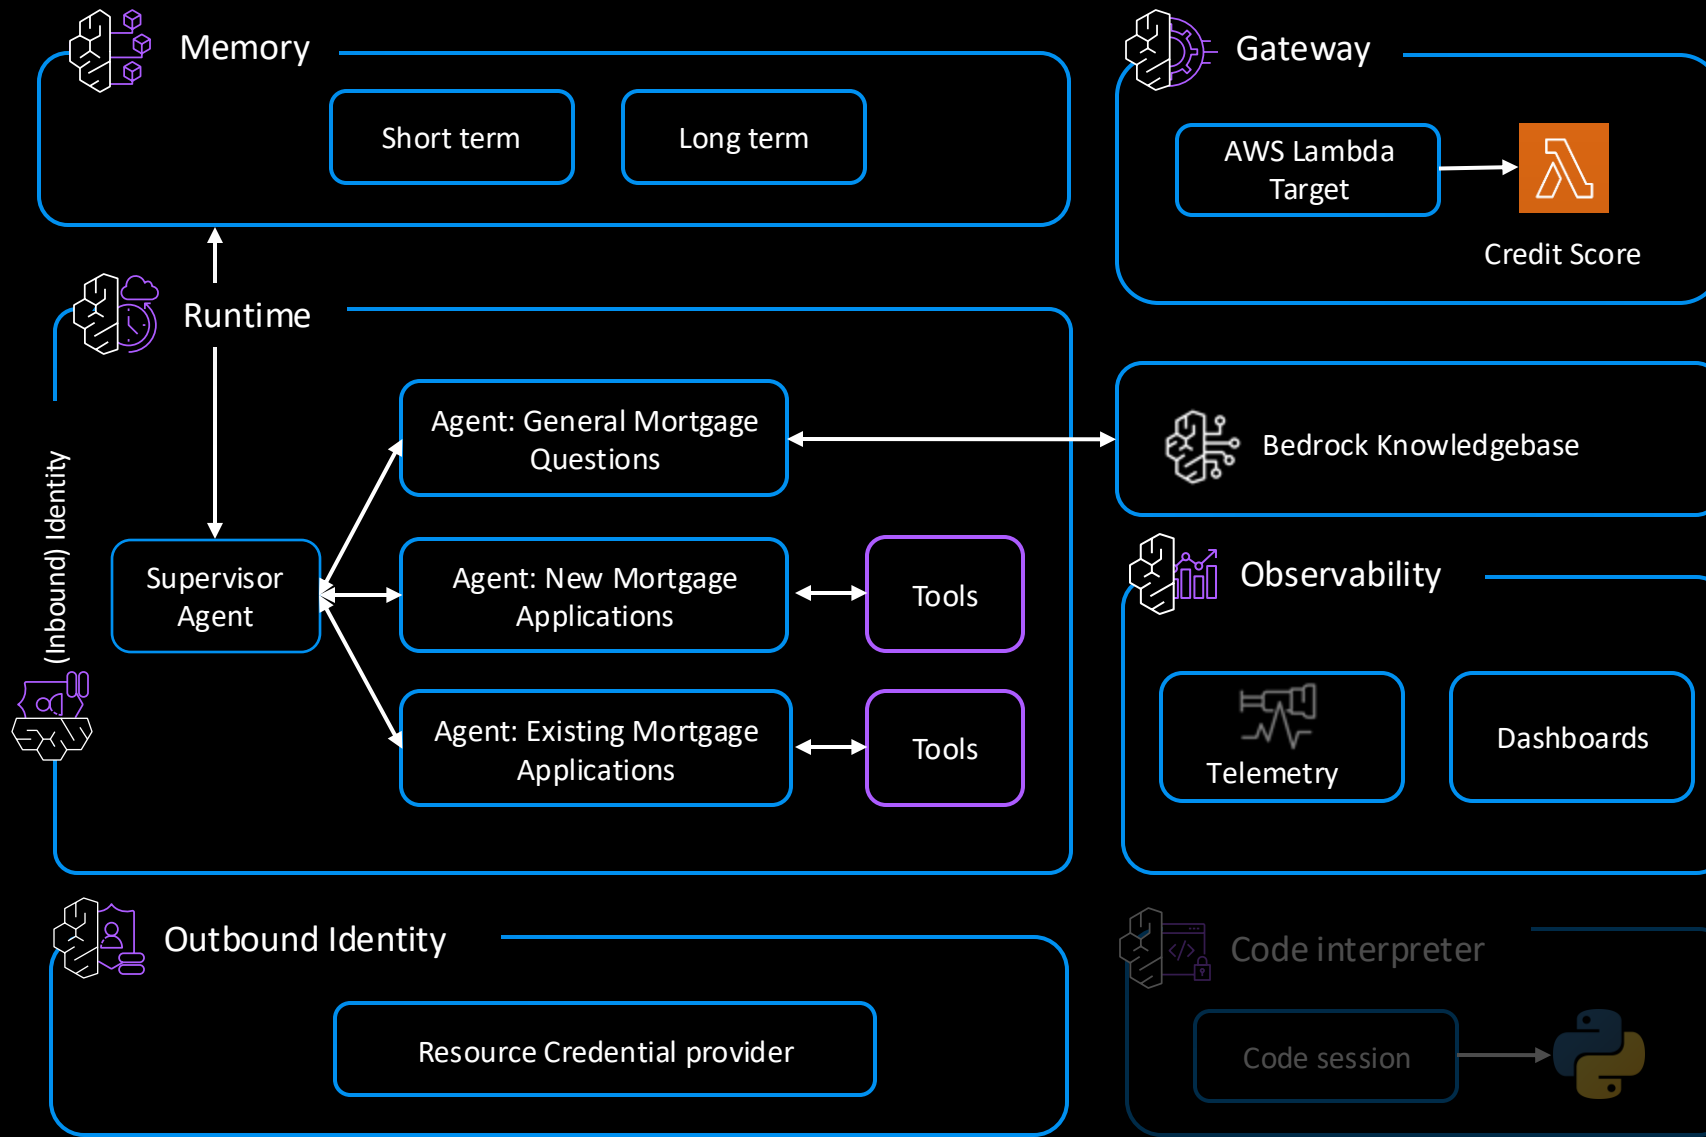 Memory
Short term
Long term
Gateway
AWS Lambda
Target
Credit Score
Runtime
(Inbound) Identity
Supervisor
Agent
Agent: General Mortgage
Questions
Agent: New Mortgage
Applications
Tools
Agent: Existing Mortgage
Applications
Tools
Bedrock Knowledgebase
Observability
Telemetry
Dashboards
Outbound Identity
Resource Credential provider
Code interpreter
Code session